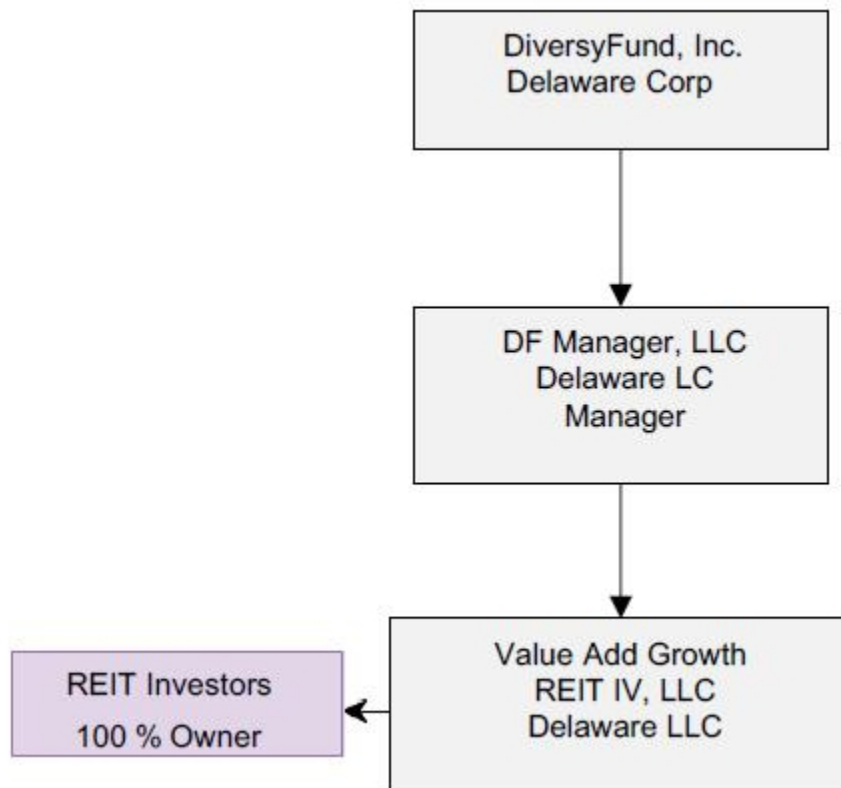 DiversyFund, Inc.
Delaware Corp
DF Manager, LLC
Delaware LC
Manager
Value Add Growth
REIT IV, LLC
Delaware LLC
REIT Investors
100 % Owner